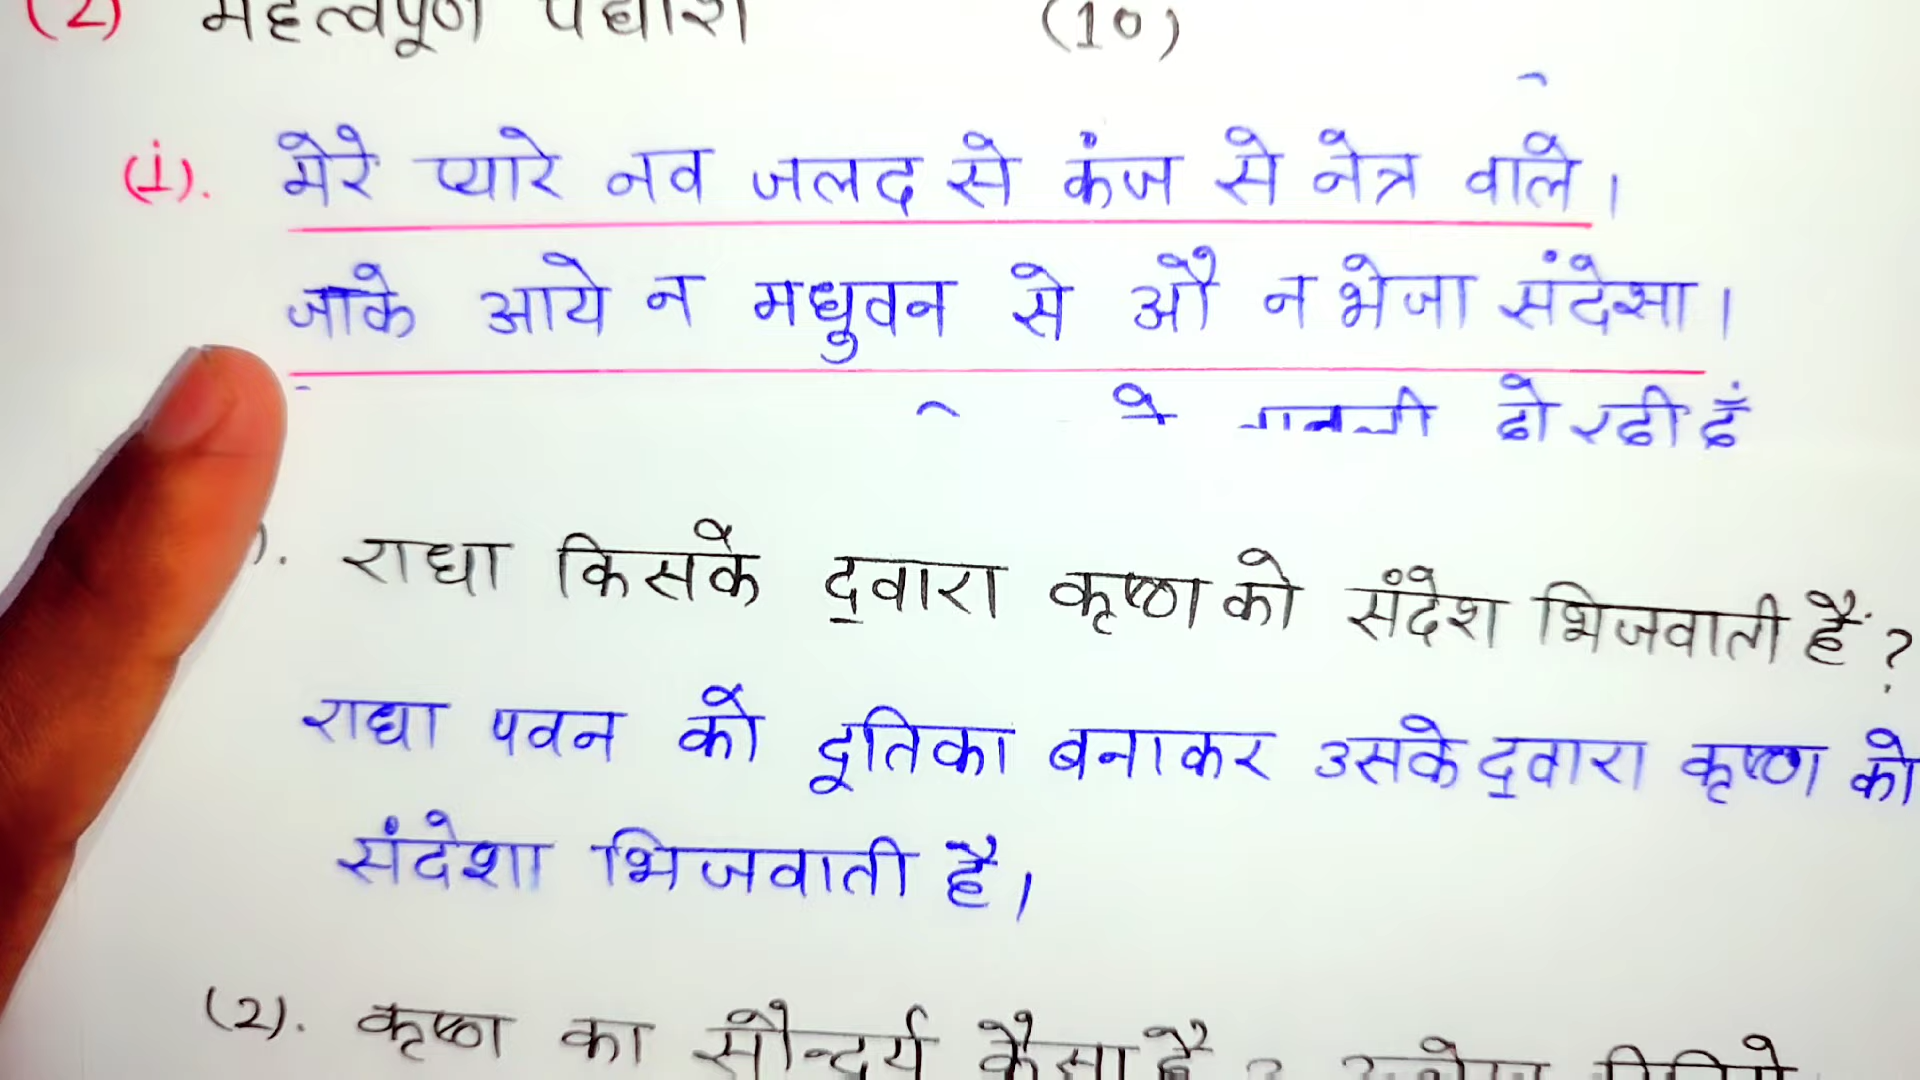 (2) महत्वपूर्ण पद्यांश (10)
(i). मेरे प्यारे नव जलद से कंज से नेत्र वाले।
जाके आये न मधुवन से औ न भेजा संदेसा।
हो रही हूँ
). राधा किसके द्वारा कृष्ण को संदेश भिजवाती हैं?
राधा पवन को दूतिका बनाकर उसके द्वारा कृष्ण को
संदेशा भिजवाती है।
(2). कृष्ण का सौन्दर्य कैसा है?